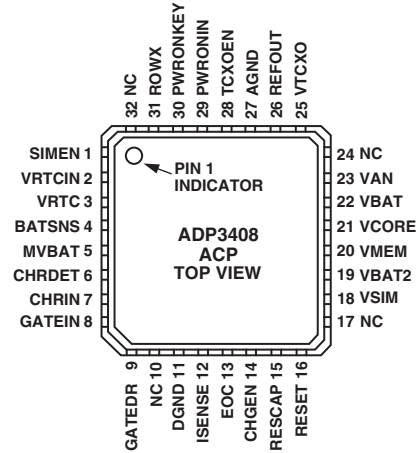 32 NC
31 ROWX
30 PWRONKEY
29 PWRONIN
28 TCXOEN
27 AGND
26 REFOUT
25 VTCXO
SIMEN 1
VRTCIN 2
VRTC 3
BATSNS 4
MVBAT 5
CHRDET 6
CHRIN 7
GATEIN 8
PIN 1
INDICATOR
ADP3408
ACP
TOP VIEW
24 NC
23 VAN
22 VBAT
21 VCORE
20 VMEM
19 VBAT2
18 VSIM
17 NC
GATEDR 9
NC 10
DGND 11
ISENSE 12
EOC 13
CHGEN 14
RESCAP 15
RESET 16